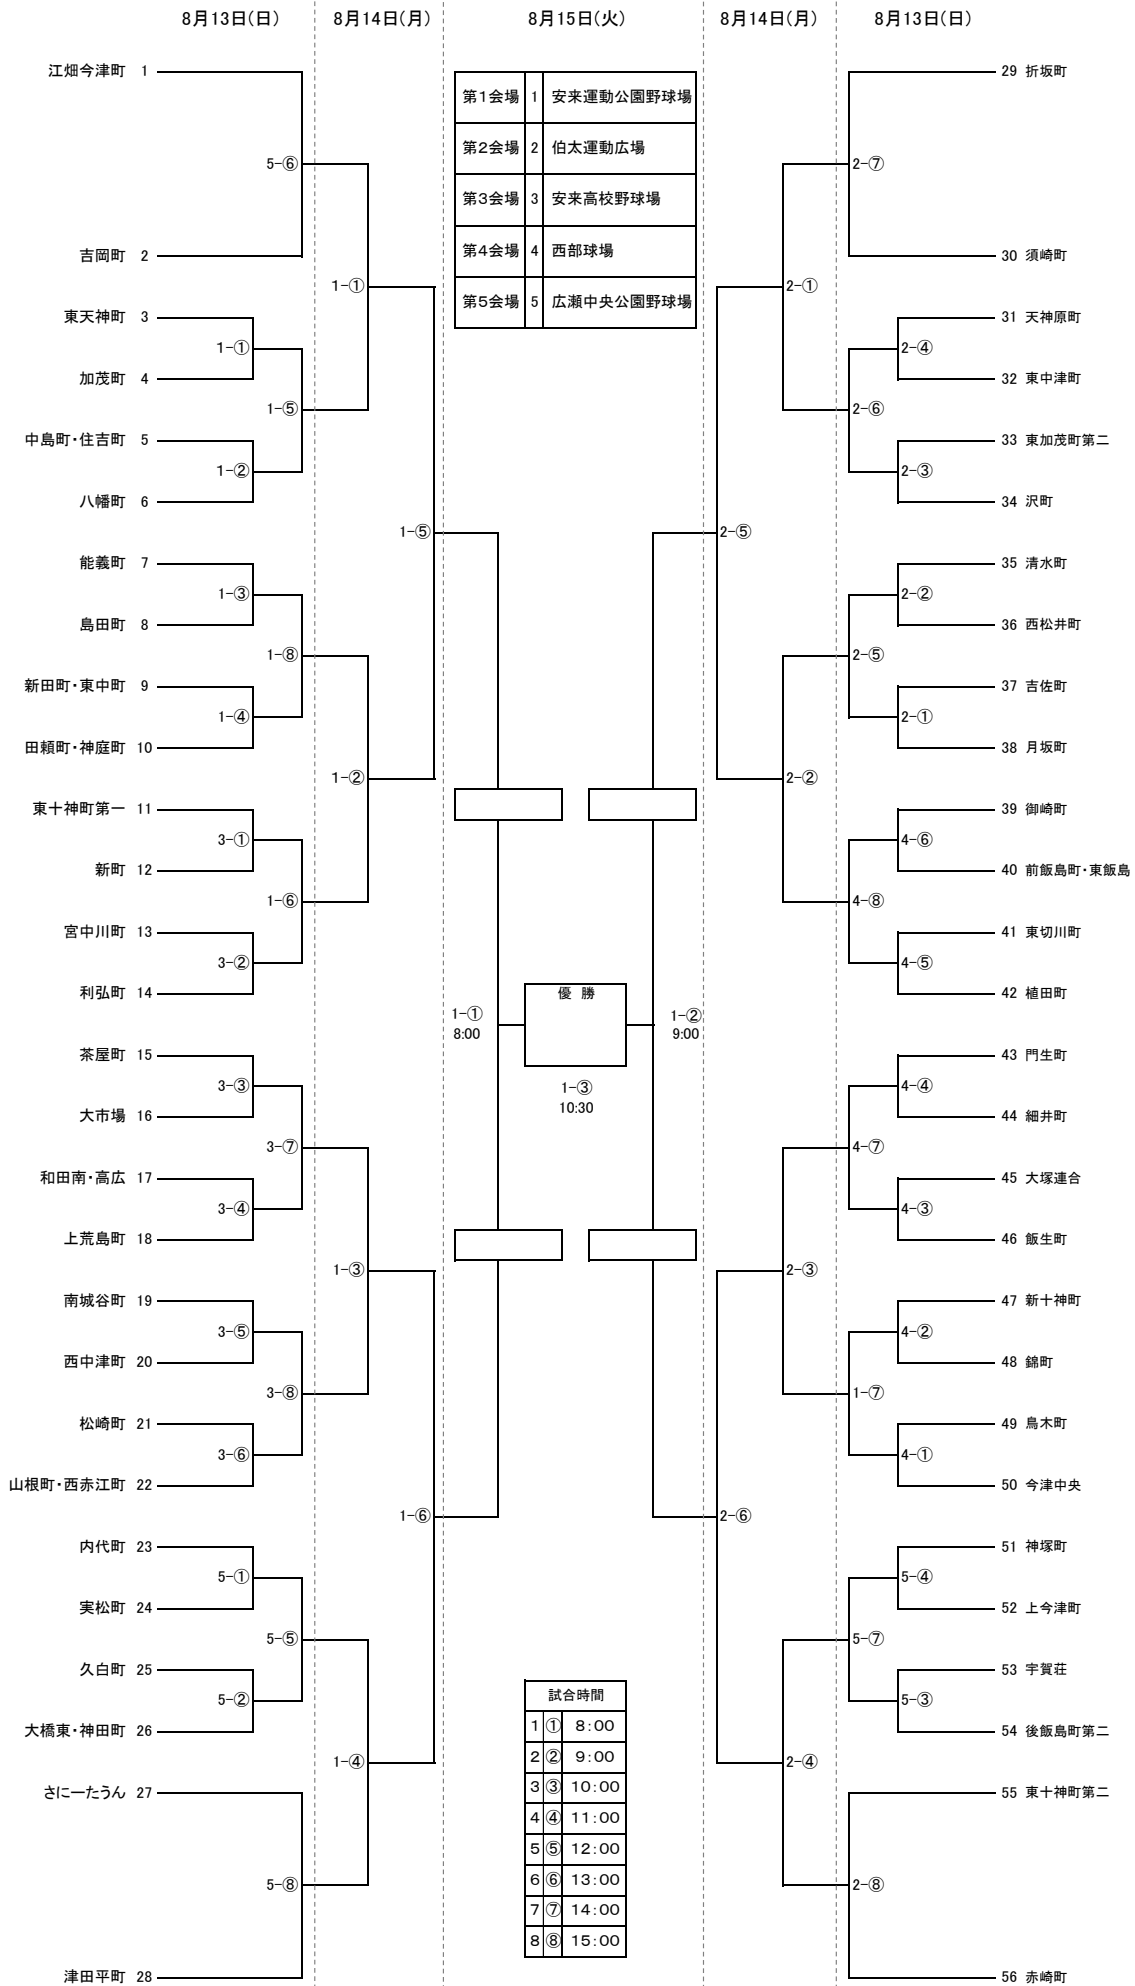 8月13日(日)
8月14日(月)
8月15日(火)
8月14日(月)
8月13日(日)
江畑今津町 1
5-⑥
吉岡町 2
1-①
東天神町 3
1-①
加茂町 4
1-⑤
中島町・住吉町 5
1-②
八幡町 6
1-⑤
能義町 7
1-③
島田町 8
1-⑧
新田町・東中町 9
1-④
田頼町・神庭町 10
1-②
東十神町第一 11
3-①
新町 12
1-⑥
宮中川町 13
3-②
利弘町 14
茶屋町 15
3-③
大市場 16
3-⑦
和田南・高広 17
3-④
上荒島町 18
1-③
南城谷町 19
3-⑤
西中津町 20
3-⑧
松崎町 21
3-⑥
山根町・西赤江町 22
1-⑥
内代町 23
5-①
実松町 24
5-⑤
久白町 25
5-②
大橋東・神田町 26
1-④
さにーたうん 27
5-⑧
津田平町 28
第1会場 1 安来運動公園野球場
第2会場 2 伯太運動広場
第3会場 3 安来高校野球場
第4会場 4 西部球場
第5会場 5 広瀬中央公園野球場
優 勝
1-①
8:00
1-②
9:00
1-③
10:30
試合時間
1 ① 8:00
2 ② 9:00
3 ③ 10:00
4 ④ 11:00
5 ⑤ 12:00
6 ⑥ 13:00
7 ⑦ 14:00
8 ⑧ 15:00
29 折坂町
2-⑦
30 須崎町
2-①
31 天神原町
2-④
32 東中津町
2-⑥
33 東加茂町第二
2-③
34 沢町
2-⑤
35 清水町
2-②
36 西松井町
2-⑤
37 吉佐町
2-①
38 月坂町
2-②
39 御崎町
4-⑥
40 前飯島町・東飯島
4-⑧
41 東切川町
4-⑤
42 植田町
43 門生町
4-④
44 細井町
4-⑦
45 大塚連合
4-③
46 飯生町
2-③
47 新十神町
4-②
48 錦町
1-⑦
49 鳥木町
4-①
50 今津中央
2-⑥
51 神塚町
5-④
52 上今津町
5-⑦
53 宇賀荘
5-③
54 後飯島町第二
2-④
55 東十神町第二
2-⑧
56 赤崎町